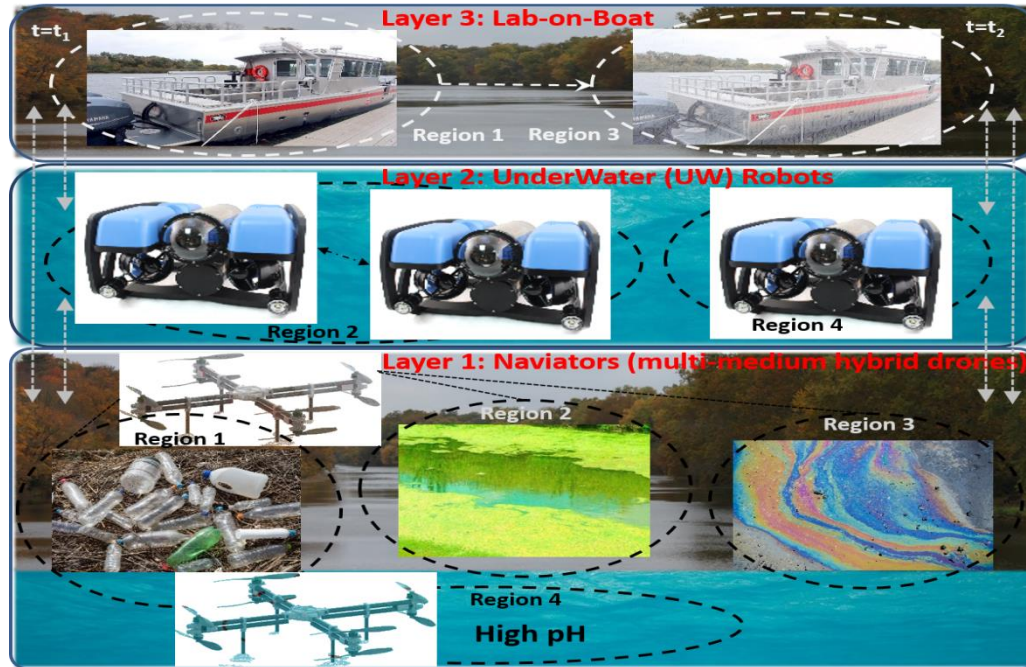 Layer 3: Lab-on-Boat
t=t1
t=t2
Region 1
Region 3
Layer 2: UnderWater (UW) Robots
Region 2
Region 4
Layer 1: Naviators (multi-medium hybrid drones)
Region 1
Region 2
Region 3
Region 4
High pH